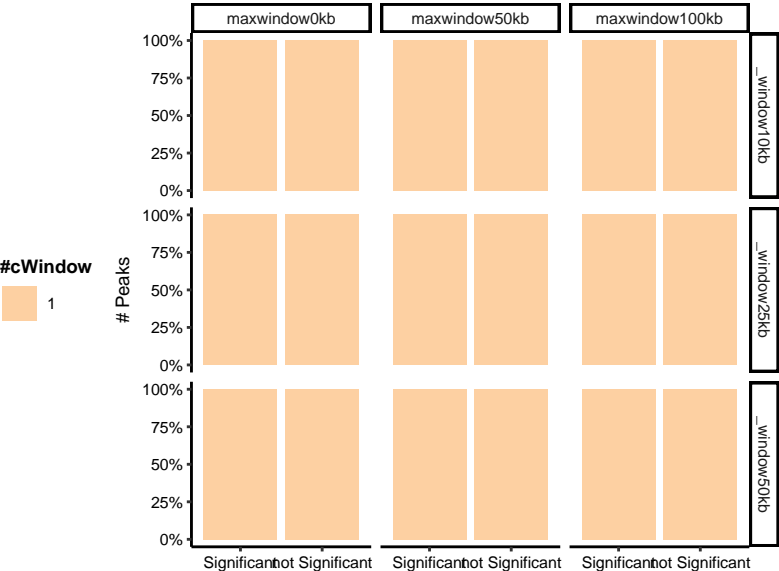 maxwindow0kb maxwindow50kb maxwindow100kb
100%
75%
50%
25%
0%
_window10kb
100%
75%
50%
25%
0%
_window25kb
#cWindow
1
# Peaks
100%
75%
50%
25%
0%
_window50kb
Significant not Significant Significant not Significant Significant not Significant